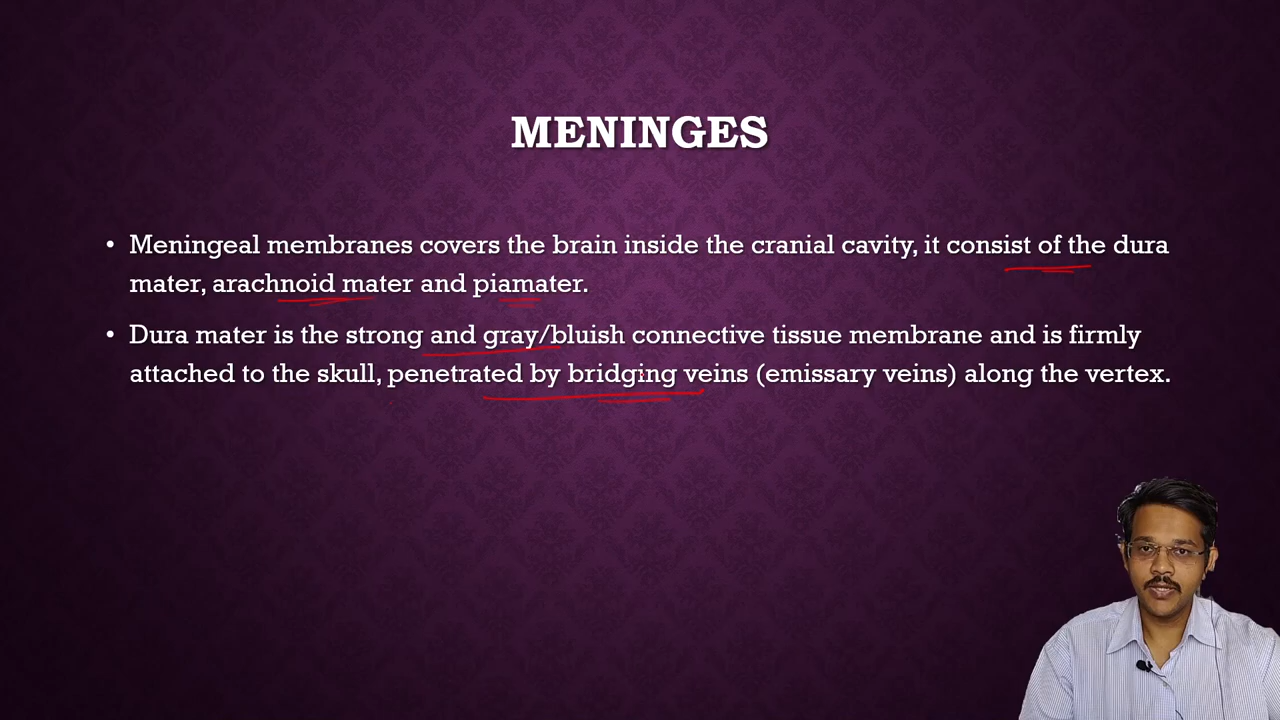 MENINGES
• Meningeal membranes covers the brain inside the cranial cavity, it consist of the dura
mater, arachnoid mater and piamater.
• Dura mater is the strong and gray/bluish connective tissue membrane and is firmly
attached to the skull, penetrated by bridging veins (emissary veins) along the vertex.